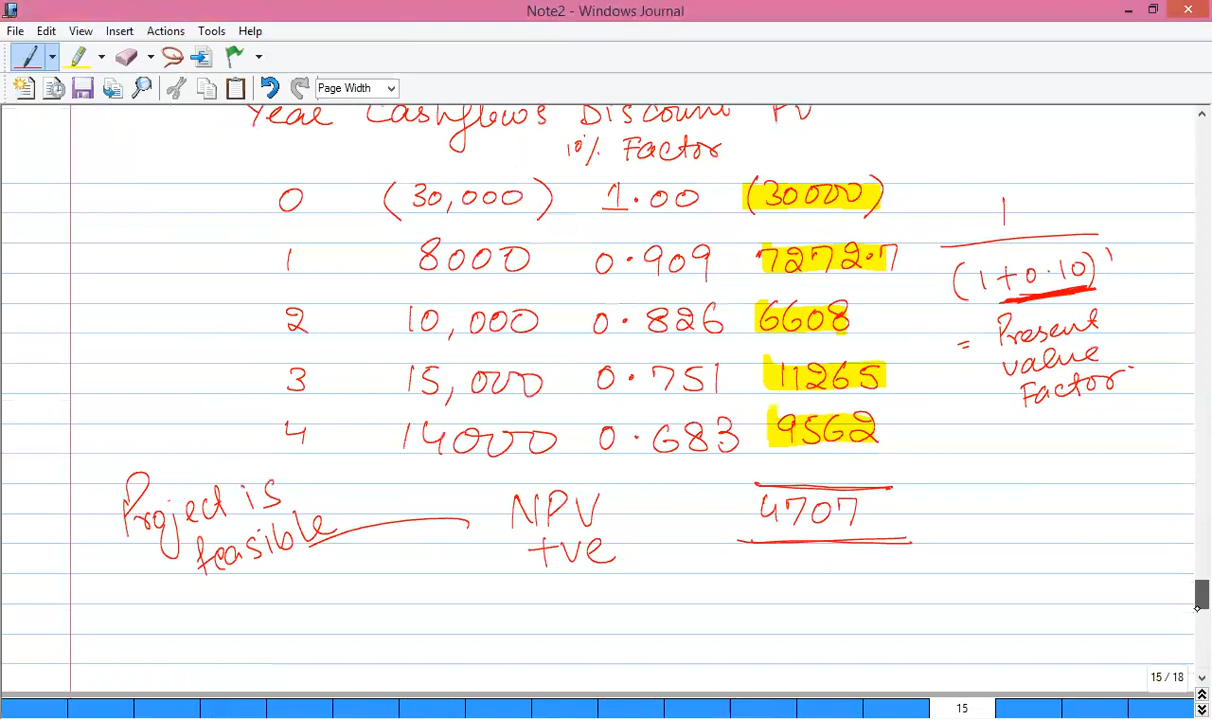 Note2 - Windows Journal
File Edit View Insert Actions Tools Help
Page Width
Year Cashflows Discount PV
10% Factor
0 (30,000) 1.00 (30000)
1 8000 0.909 7272.7
2 10,000 0.826 6608
3 15,000 0.751 11265
4 14000 0.683 9562
1
(1+0.10)¹
= Present
value
Factor.
Project is
feasible
NPV 4707
+ve
15 / 18
15